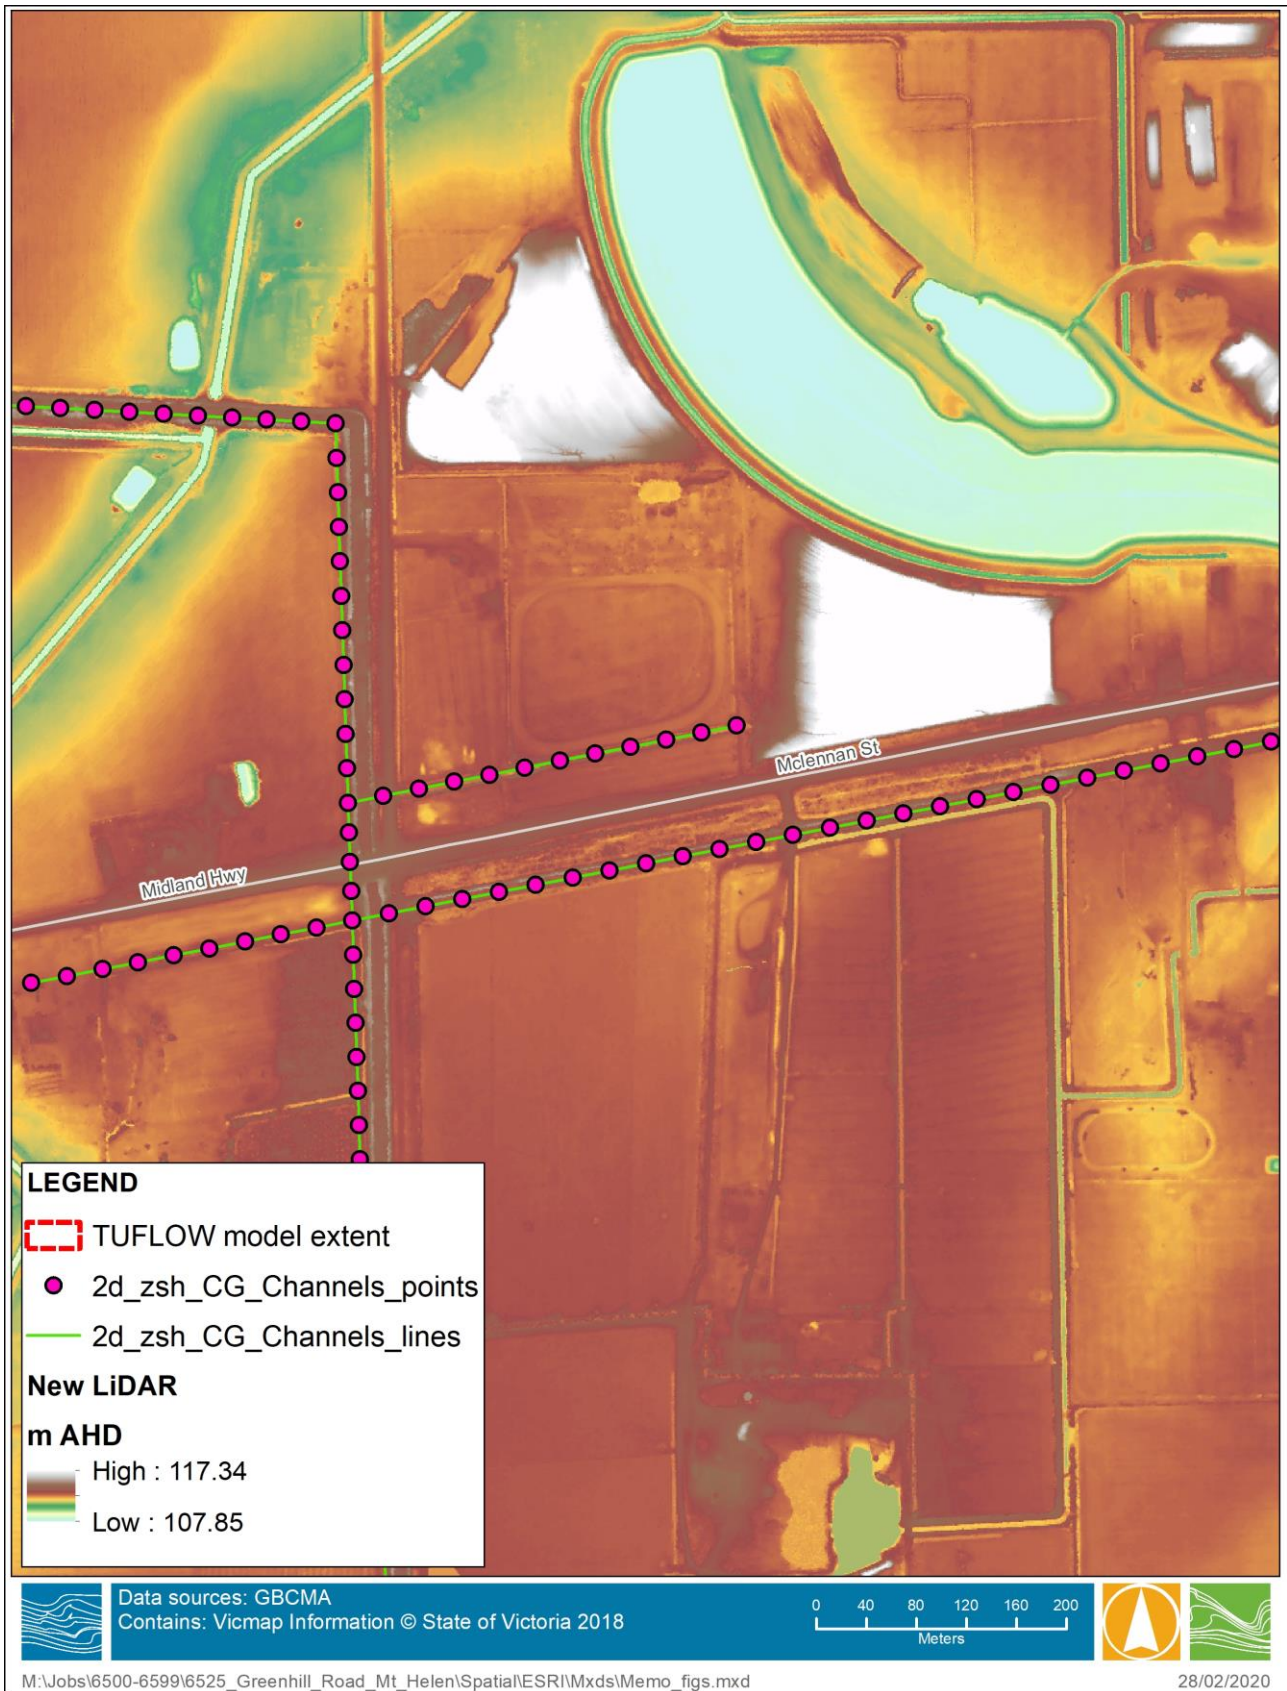 Mclennan St
Midland Hwy
LEGEND
TUFLOW model extent
2d_zsh_CG_Channels_points
2d_zsh_CG_Channels_lines
New LiDAR
m AHD
High : 117.34
Low : 107.85
Data sources: GBCMA
Contains: Vicmap Information © State of Victoria 2018
0 40 80 120 160 200
Meters
M:\Jobs\6500-6599\6525_Greenhill_Road_Mt_Helen\Spatial\ESRI\Mxds\Memo_figs.mxd
28/02/2020